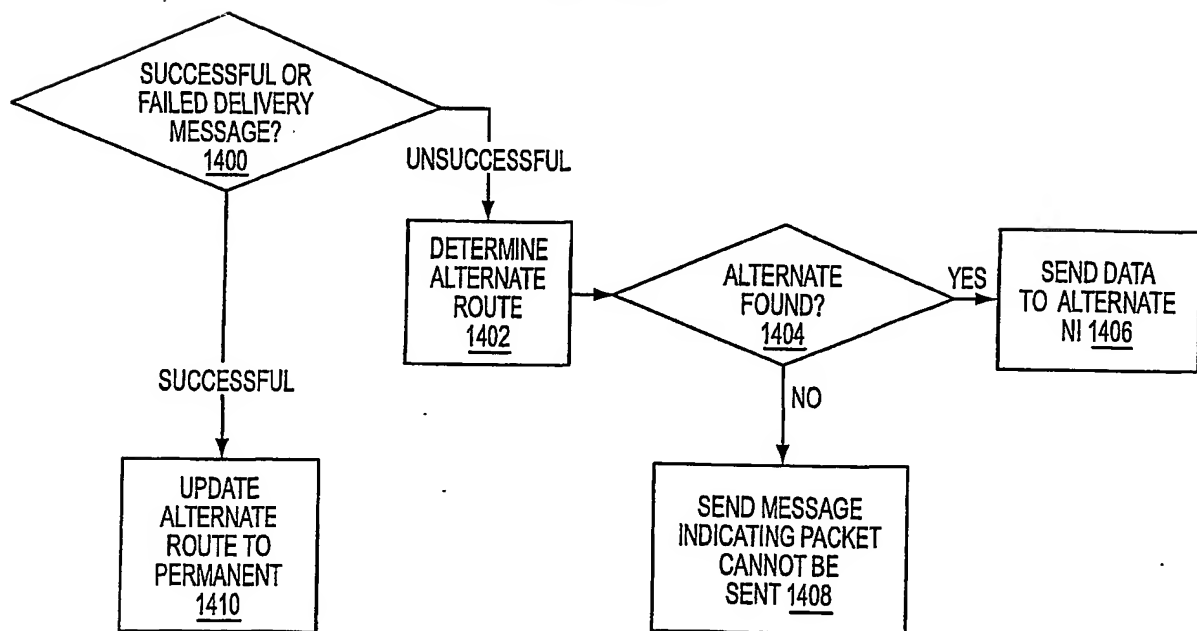 SUCCESSFUL OR
FAILED DELIVERY
MESSAGE?
1400
UNSUCCESSFUL
DETERMINE
ALTERNATE
ROUTE
1402
ALTERNATE
FOUND?
1404
YES
SEND DATA
TO ALTERNATE
NI 1406
SUCCESSFUL
NO
UPDATE
ALTERNATE
ROUTE TO
PERMANENT
1410
SEND MESSAGE
INDICATING PACKET
CANNOT BE
SENT 1408